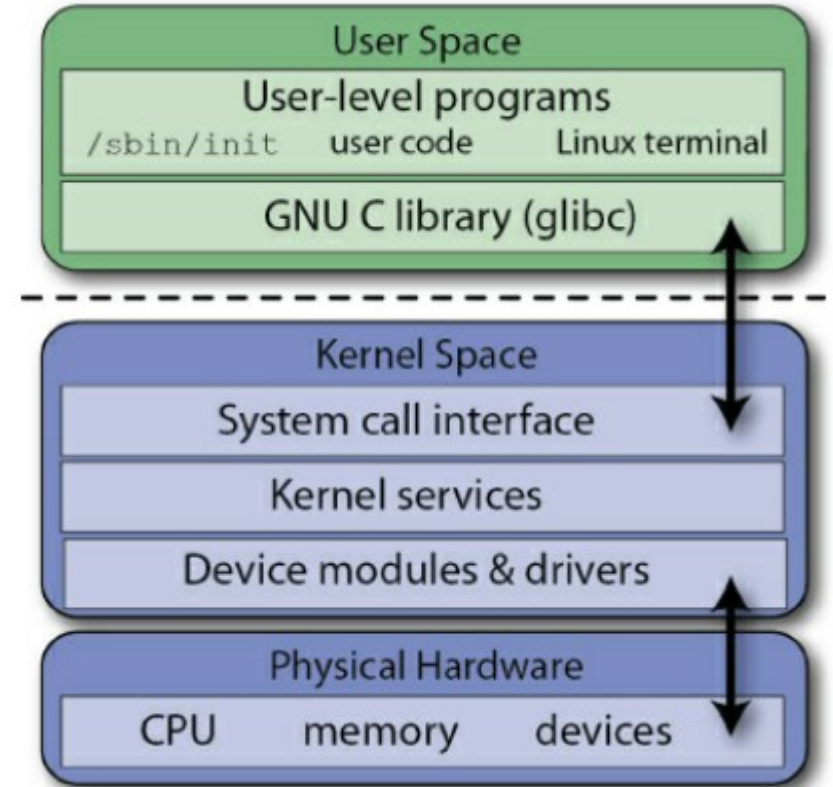 User Space
User-level programs
/sbin/init user code Linux terminal
GNU C library (glibc)
Kernel Space
System call interface
Kernel services
Device modules & drivers
Physical Hardware
CPU memory devices